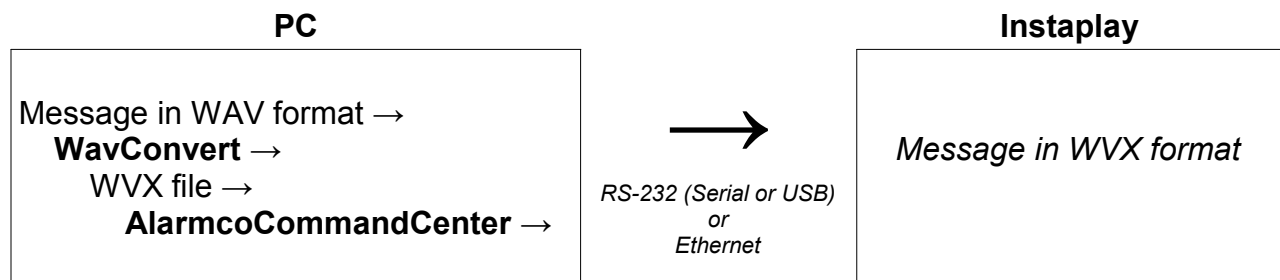 PC
Message in WAV format →
WavConvert →
WVX file →
AlarmcoCommandCenter →
→
RS-232 (Serial or USB)
or
Ethernet
Instaplay
Message in WVX format